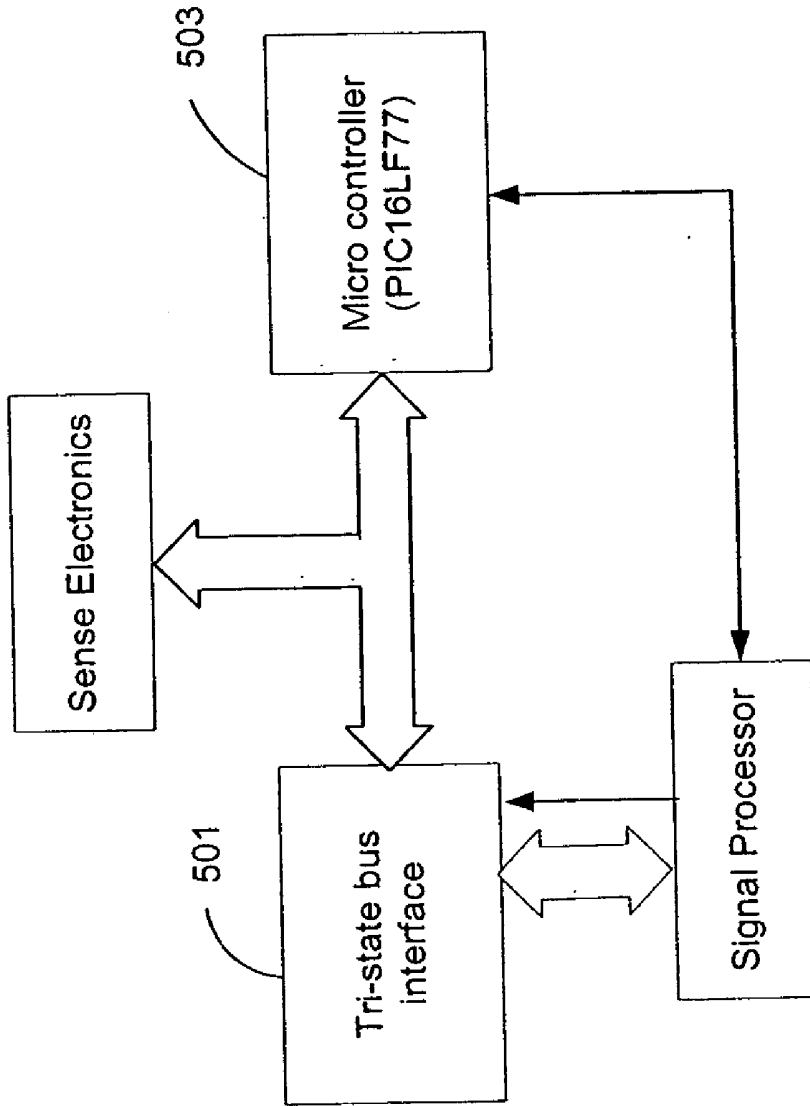 Sense Electronics
501
Tri-state bus
interface
503
Micro controller
(PIC16LF77)
Signal Processor